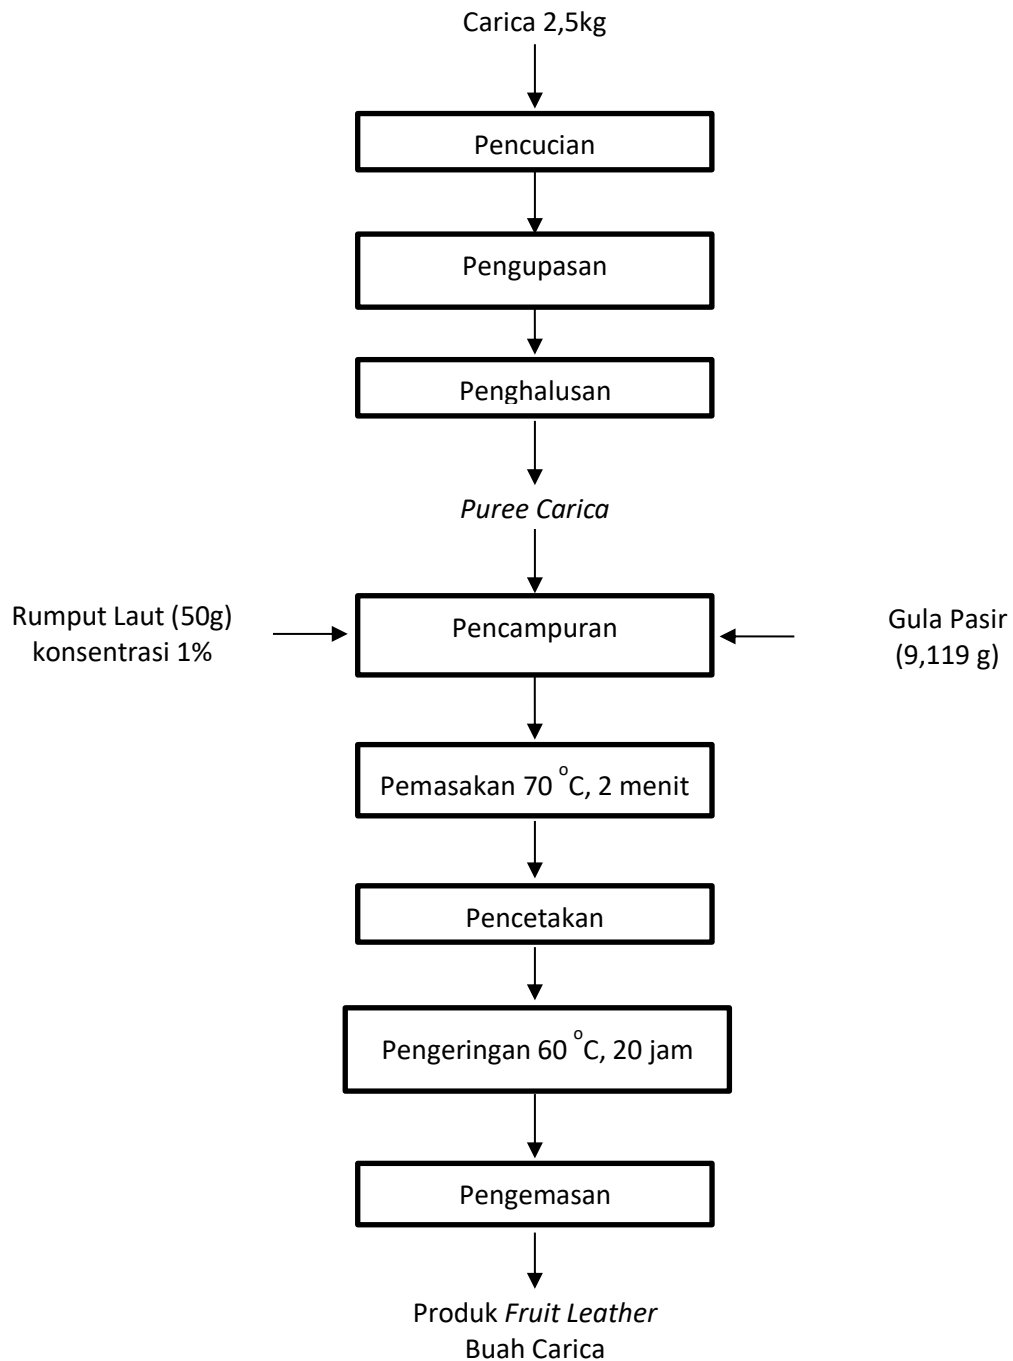 Carica 2,5kg
Pencucian
Pengupasan
Penghalusan
Puree Carica
Rumput Laut (50g)
konsentrasi 1%
Pencampuran
Gula Pasir
(9,119 g)
Pemasakan 70 °C, 2 menit
Pencetakan
Pengeringan 60 °C, 20 jam
Pengemasan
Produk Fruit Leather
Buah Carica